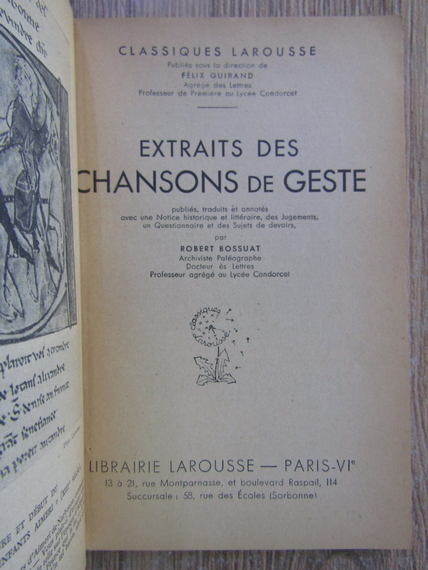 CLASSIQUES LAROUSSE
Publiés sous la direction de
FÉLIX GUIRAND
Agrégé des Lettres
Professeur de Première au Lycée Condorcet
EXTRAITS DES
CHANSONS DE GESTE
publiés, traduits et annotés
avec une Notice historique et littéraire, des Jugements,
un Questionnaire et des Sujets de devoirs,
par
ROBERT BOSSUAT
Archiviste Paléographe
Docteur ès Lettres
Professeur agrégé au Lycée Condorcet
LIBRAIRIE LAROUSSE — PARIS-VIe
13 à 21, rue Montparnasse, et boulevard Raspail, 114
Succursale : 58, rue des Écoles (Sorbonne)